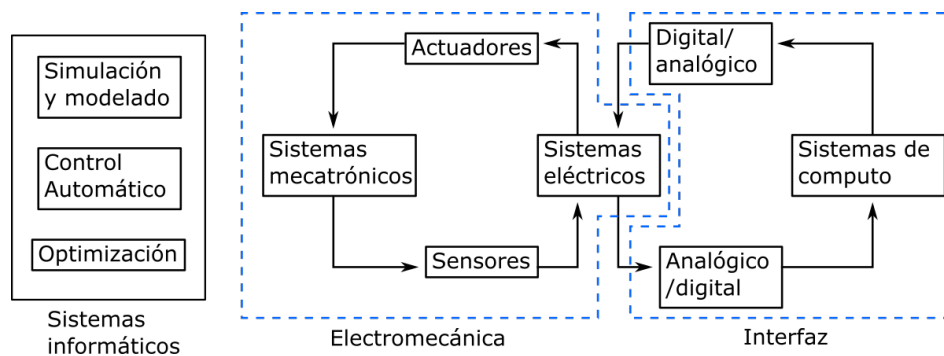 Simulación
y modelado
Control
Automático
Optimización
Sistemas
informáticos
Actuadores
Sistemas
mecatrónicos
Sistemas
eléctricos
Sensores
Electromecánica
Digital/
analógico
Sistemas de
computo
Analógico
/digital
Interfaz